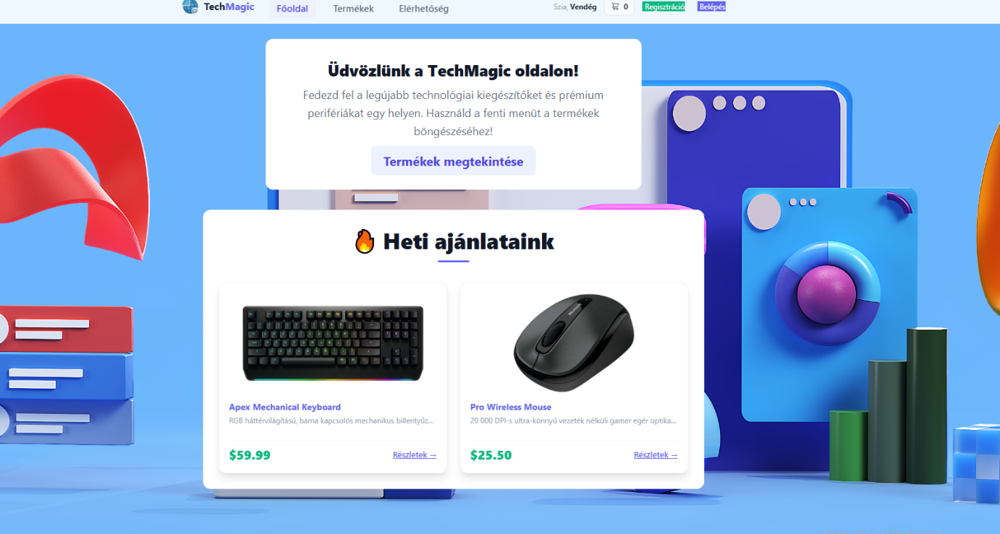 TechMagic
Főoldal
Termékek
Elérhetőség
Szia, Vendég
0
Regisztráció
Belépés
Üdvözlünk a TechMagic oldalon!
Fedezd fel a legújabb technológiai kiegészítőket és prémium
perifériákat egy helyen. Használd a fenti menüt a termékek
böngészéséhez!
Termékek megtekintése
🔥 Heti ajánlataink
Apex Mechanical Keyboard
RGB háttérvilágítású, barna kapcsolós mechanikus billentyűz...
$59.99
Részletek →
Microsoft
Pro Wireless Mouse
20 000 DPI-s ultra-könnyű vezeték nélküli gamer egér optika...
$25.50
Részletek →